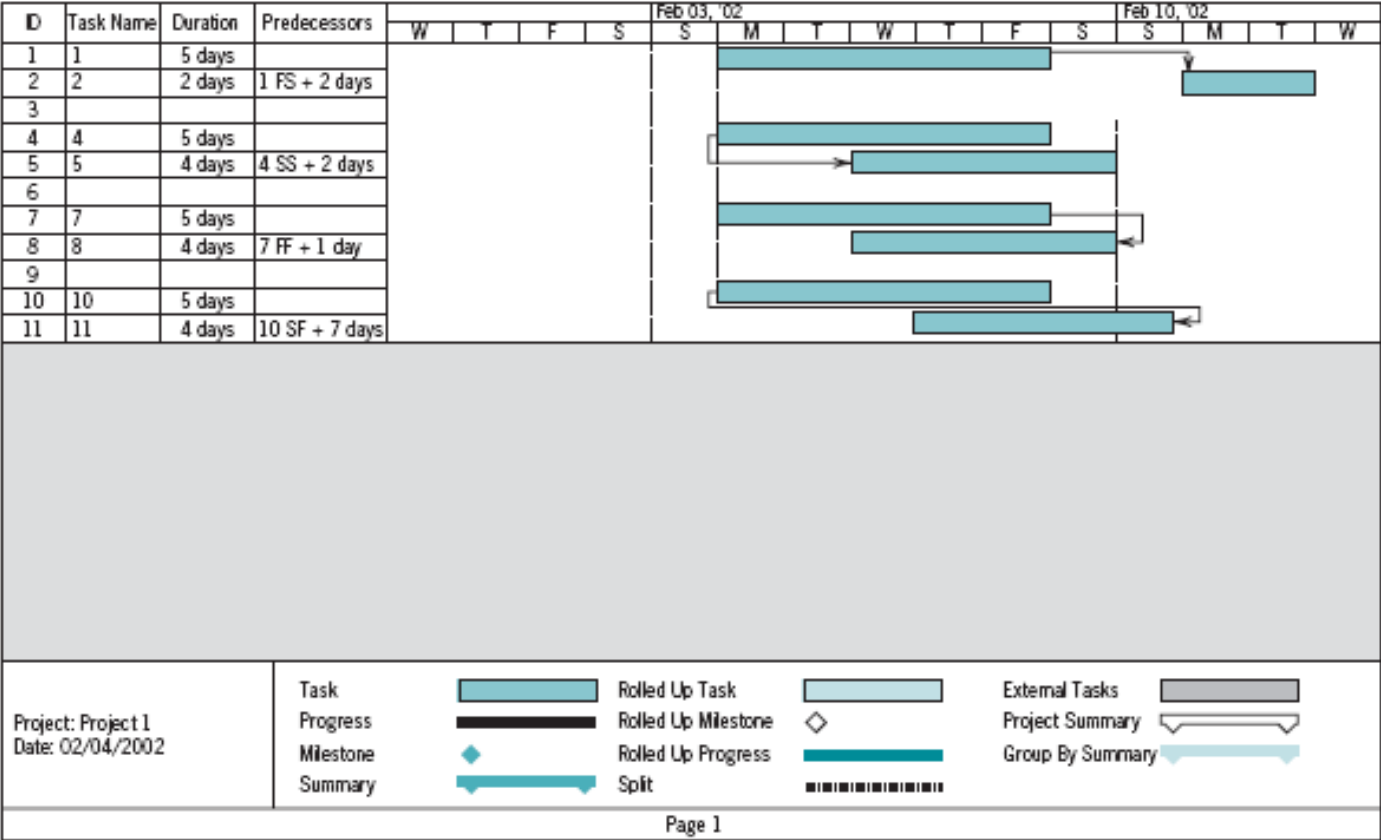 Feb 03, '02 Feb 10, '02
ID Task Name Duration Predecessors W T F S S M T W T F S S M T W
1 1 5 days
2 2 2 days 1 FS + 2 days
3
4 4 5 days
5 5 4 days 4 SS + 2 days
6
7 7 5 days
8 8 4 days 7 FF + 1 day
9
10 10 5 days
11 11 4 days 10 SF + 7 days
Project: Project 1
Date: 02/04/2002
Task Rolled Up Task External Tasks
Progress Rolled Up Milestone Project Summary
Milestone Rolled Up Progress Group By Summary
Summary Split
Page 1